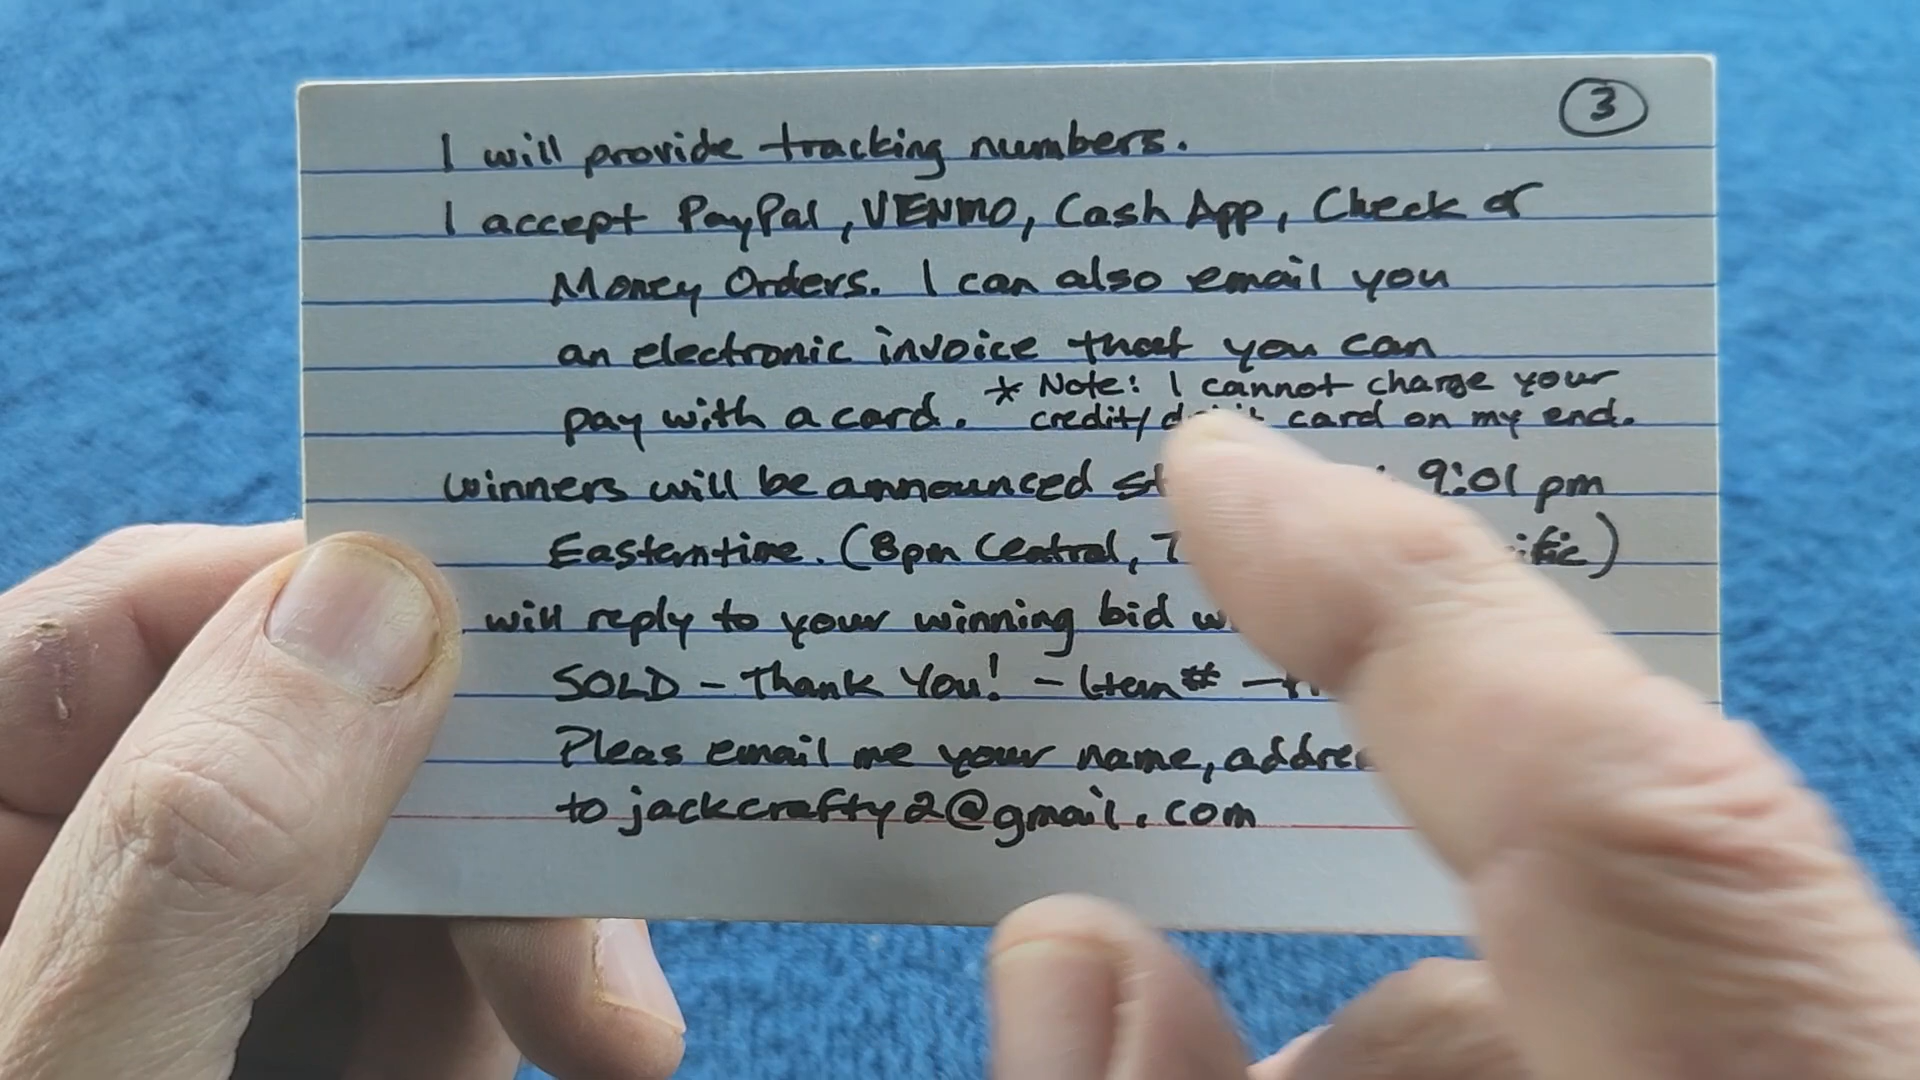 3
I will provide tracking numbers.
I accept PayPal, VENMO, Cash App, Check or
Money Orders. I can also email you
an electronic invoice that you can
pay with a card. * Note: I cannot charge your
credit/ card on my end.
Winners will be announced 9:01 pm
Eastern time. (8pm Central,
will reply to your winning bid
SOLD - Thank You! - Item #
Pleas email me your name,
to jackcrafty2@gmail.com